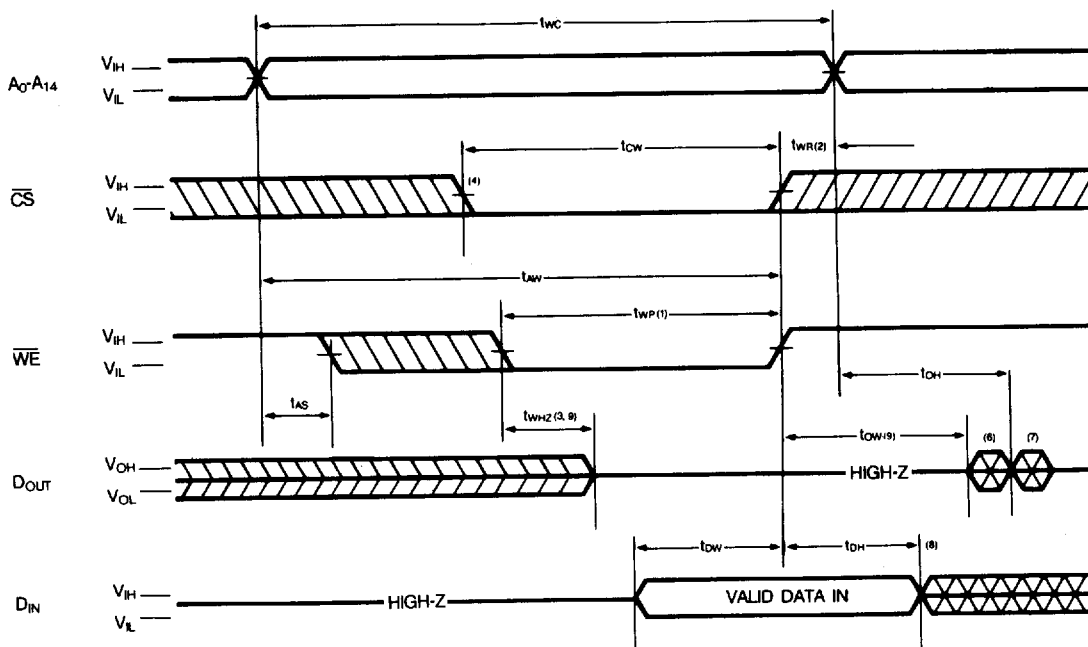 tWC
A0-A14
VIH
VIL
tCW
tWR(2)
CS
VIH
VIL
(4)
tAW
tWP(1)
WE
VIH
VIL
tAS
tWHZ(3, 9)
tOH
tOW(9)
(6)
(7)
DOUT
VOH
VOL
HIGH-Z
tDW
tDH
(8)
DIN
VIH
VIL
HIGH-Z
VALID DATA IN